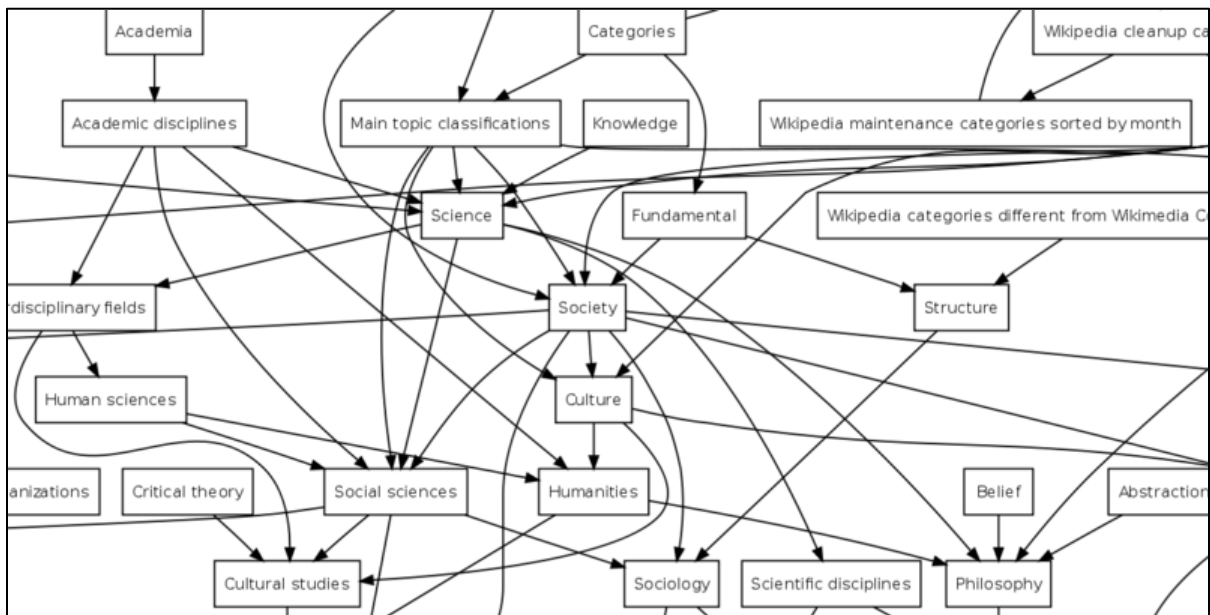 Academia
Categories
Wikipedia cleanup ca
Academic disciplines
Main topic classifications
Knowledge
Wikipedia maintenance categories sorted by month
Science
Fundamental
Wikipedia categories different from Wikimedia C
rdisciplinary fields
Society
Structure
Human sciences
Culture
anizations
Critical theory
Social sciences
Humanities
Belief
Abstraction
Cultural studies
Sociology
Scientific disciplines
Philosophy